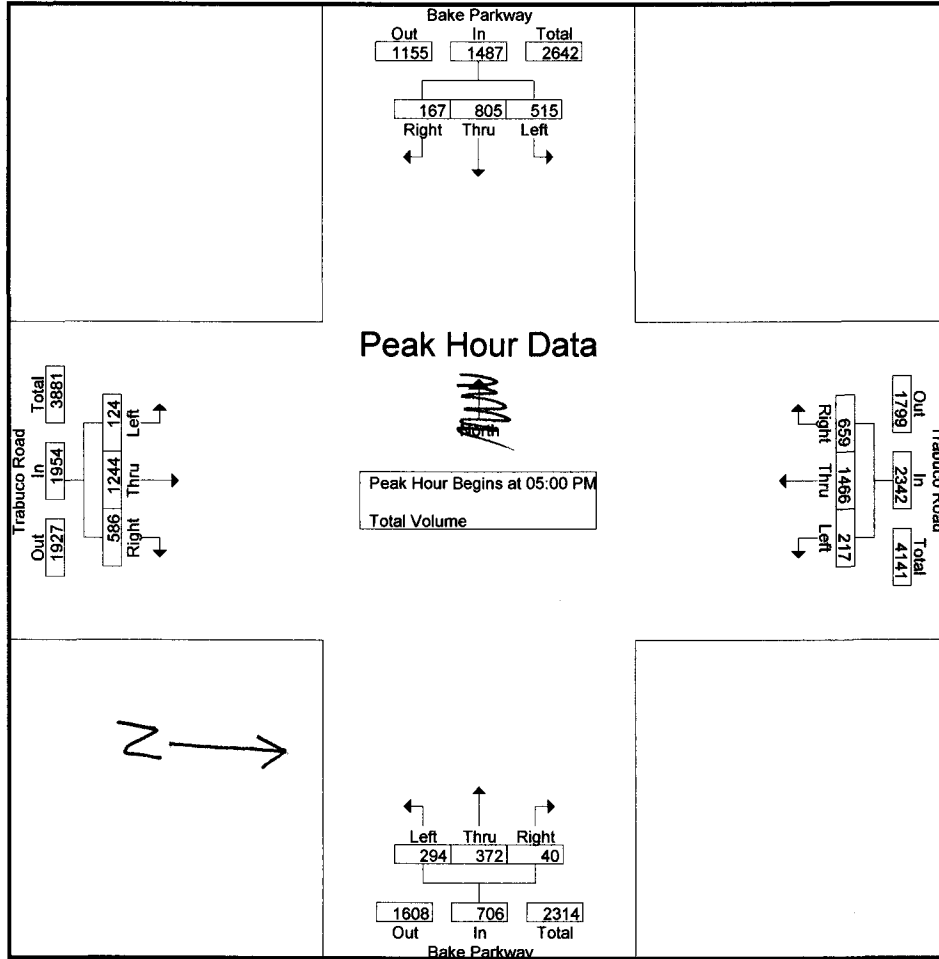 Bake Parkway
Out In Total
1155 1487 2642
167 805 515
Right Thru Left
Peak Hour Data
North
Peak Hour Begins at 05:00 PM
Total Volume
Trabuco Road
Out In Total
1927 1954 3881
586 1244 124
Right Thru Left
Trabuco Road
Out In Total
1799 2342 4141
659 1466 217
Right Thru Left
Z
Left Thru Right
294 372 40
1608 706 2314
Out In Total
Bake Parkway